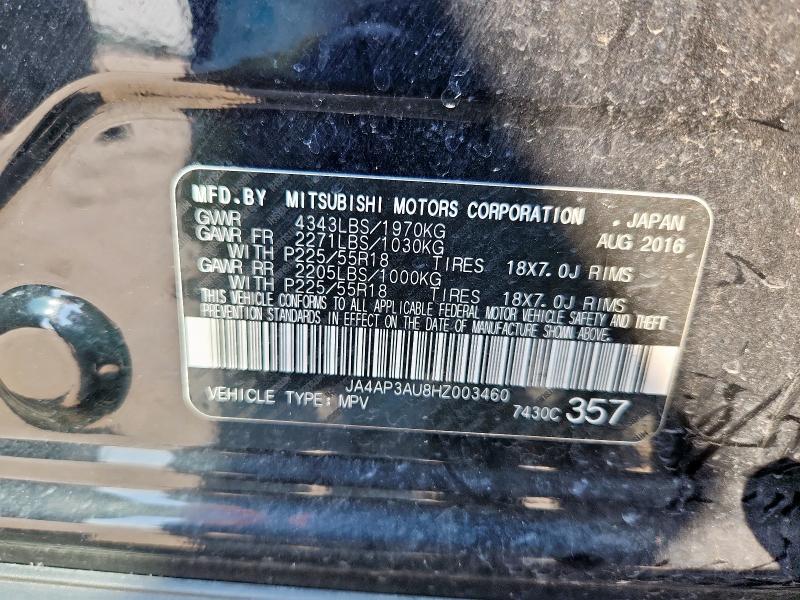 MFD.BY MITSUBISHI MOTORS CORPORATION . JAPAN
GWVR 4343LBS/1970KG AUG 2016
GAWR FR 2271LBS/1030KG
WITH P225/55R18 TIRES 18X7.0J RIMS
GAWR RR 2205LBS/1000KG
WITH P225/55R18 TIRES 18X7.0J RIMS
THIS VEHICLE CONFORMS TO ALL APPLICABLE FEDERAL MOTOR VEHICLE SAFETY AND THEFT
PREVENTION STANDARDS IN EFFECT ON THE DATE OF MANUFACTURE SHOWN ABOVE.
JA4AP3AU8HZ003460
VEHICLE TYPE: MPV 7430C 357